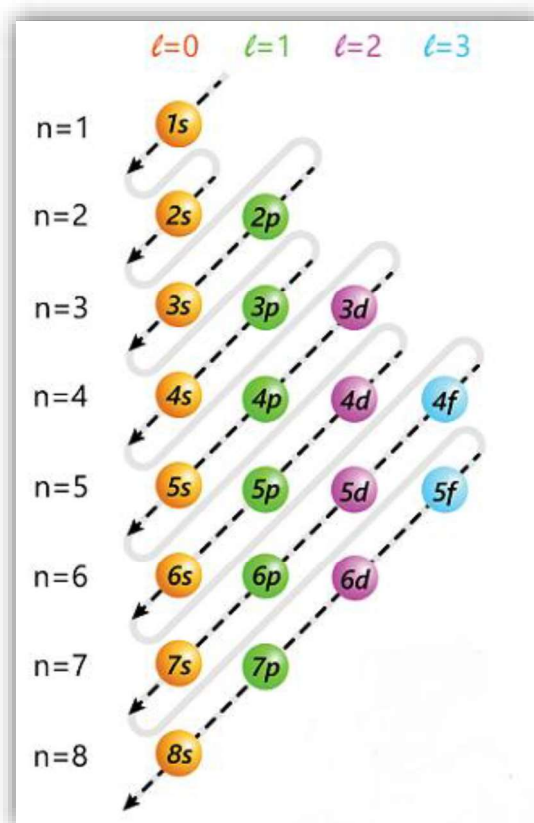 ℓ=0 ℓ=1 ℓ=2 ℓ=3
n=1 1s
n=2 2s 2p
n=3 3s 3p 3d
n=4 4s 4p 4d 4f
n=5 5s 5p 5d 5f
n=6 6s 6p 6d
n=7 7s 7p
n=8 8s